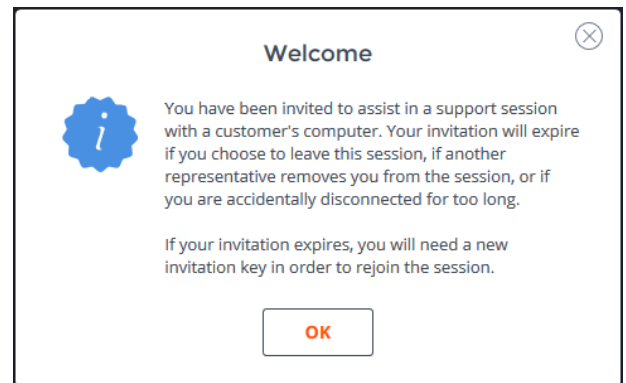 Welcome
You have been invited to assist in a support session
with a customer's computer. Your invitation will expire
if you choose to leave this session, if another
representative removes you from the session, or if
you are accidentally disconnected for too long.
If your invitation expires, you will need a new
invitation key in order to rejoin the session.
OK